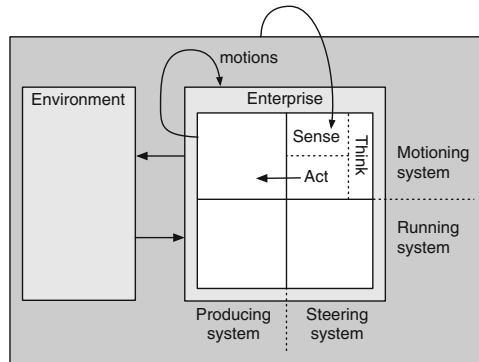 motions
Environment
Enterprise
Sense
Think
Act
Motioning
system
Running
system
Producing
system
Steering
system